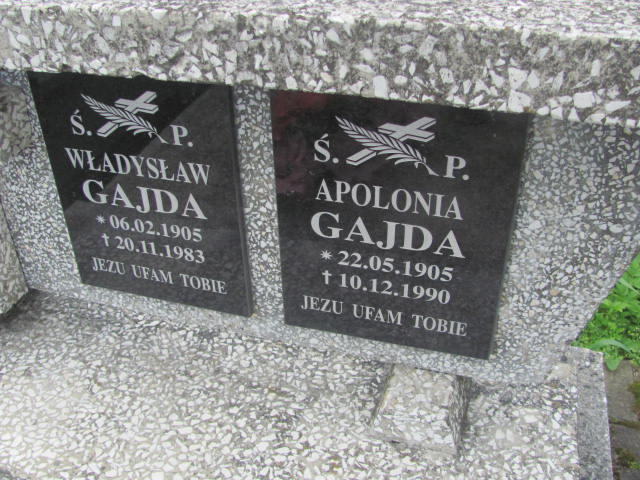 Ś. P.
WŁADYSŁAW
GAJDA
* 06.02.1905
† 20.11.1983
JEZU UFAM TOBIE
Ś. P.
APOLONIA
GAJDA
* 22.05.1905
† 10.12.1990
JEZU UFAM TOBIE